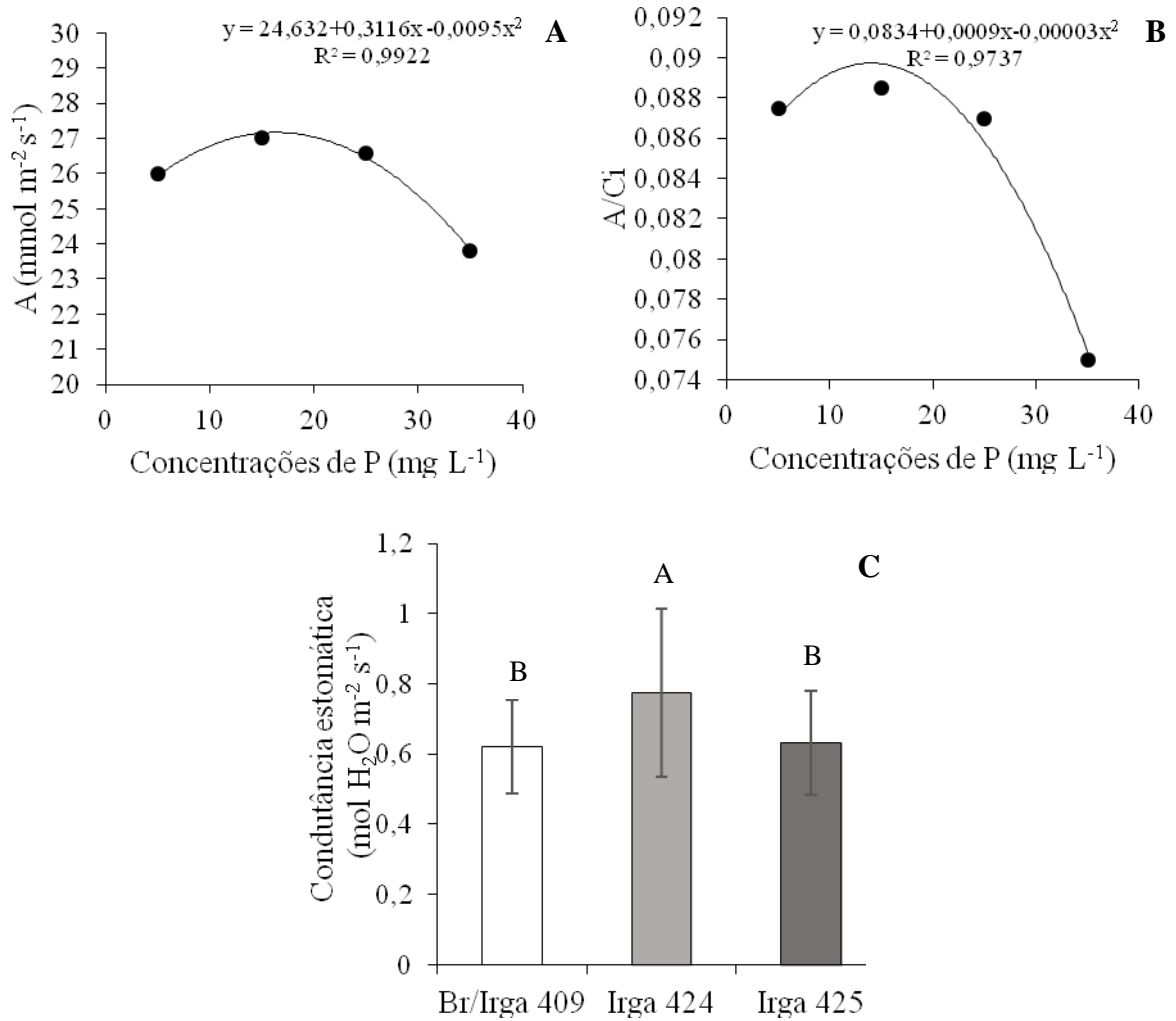 y = 24,632+0,3116x-0,0095x²
R² = 0,9922
A
A (mmol m⁻² s⁻¹)
30
29
28
27
26
25
24
23
22
21
20
0 10 20 30 40
Concentrações de P (mg L⁻¹)
y = 0,0834+0,0009x-0,00003x²
R² = 0,9737
B
A/Ci
0,092
0,09
0,088
0,086
0,084
0,082
0,08
0,078
0,076
0,074
0 10 20 30 40
Concentrações de P (mg L⁻¹)
C
Condutância estomática
(mol H₂O m⁻² s⁻¹)
1,2
1
0,8
0,6
0,4
0,2
0
B A B
Br/Irga 409 Irga 424 Irga 425